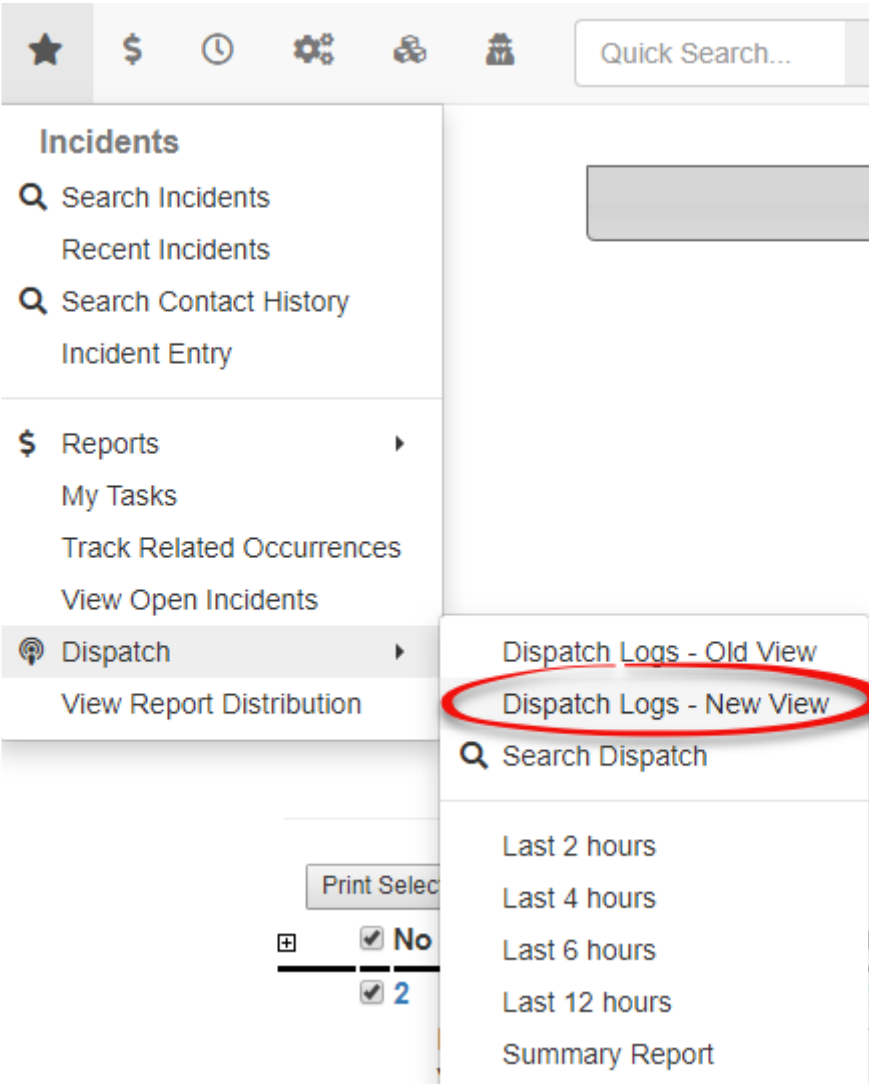 Quick Search...
Incidents
Search Incidents
Recent Incidents
Search Contact History
Incident Entry
$ Reports
My Tasks
Track Related Occurrences
View Open Incidents
Dispatch
View Report Distribution
Dispatch Logs - Old View
Dispatch Logs - New View
Search Dispatch
Last 2 hours
Last 4 hours
Last 6 hours
Last 12 hours
Summary Report
Print Selec
No
2